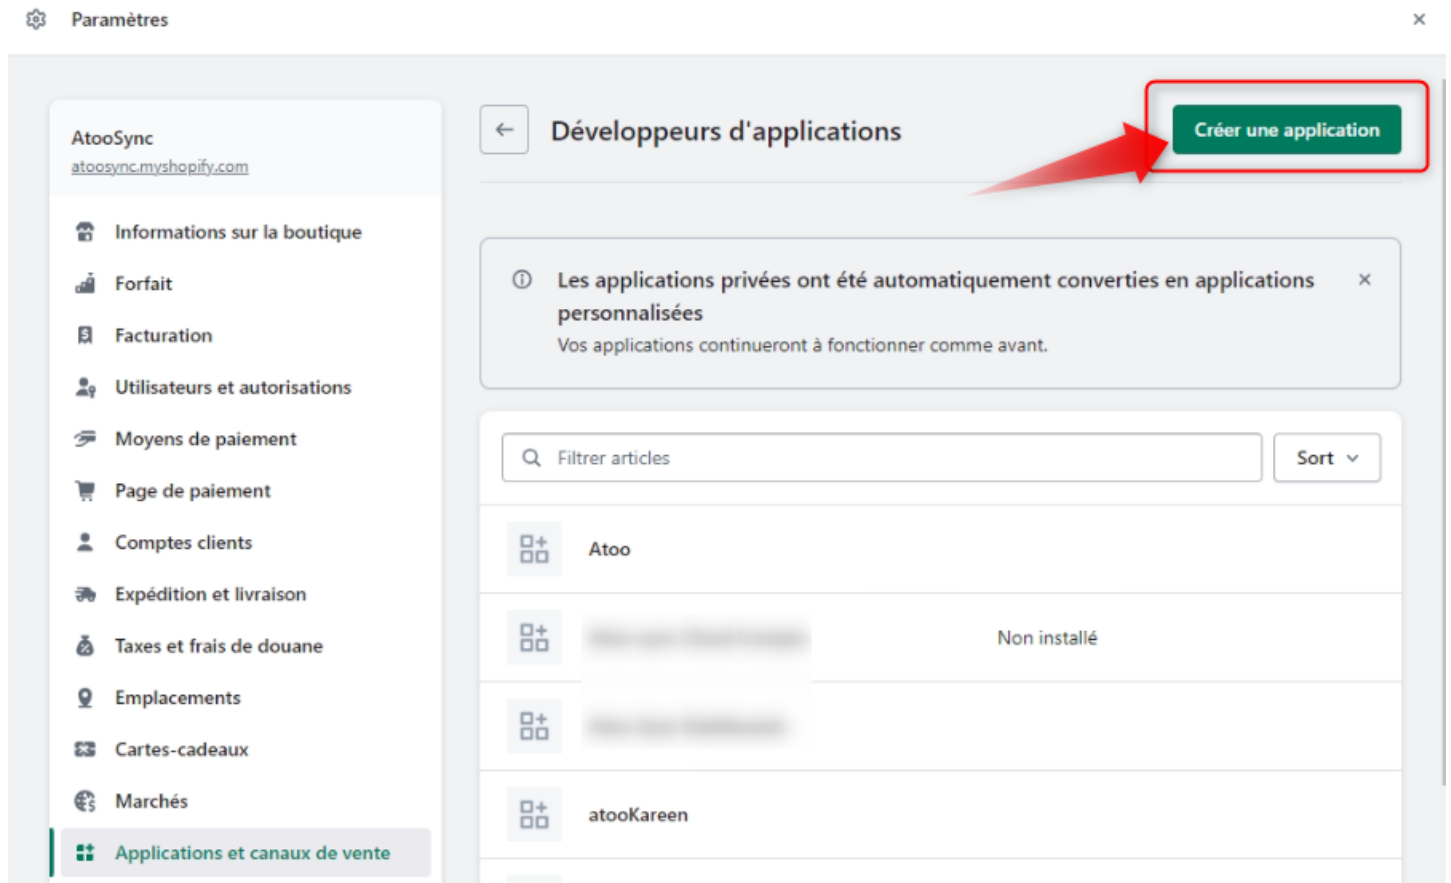 Paramètres
AtooSync
atoosync.myshopify.com
Informations sur la boutique
Forfait
Facturation
Utilisateurs et autorisations
Moyens de paiement
Page de paiement
Comptes clients
Expédition et livraison
Taxes et frais de douane
Emplacements
Cartes-cadeaux
Marchés
Applications et canaux de vente
Développeurs d'applications
Créer une application
Les applications privées ont été automatiquement converties en applications
personnalisées
Vos applications continueront à fonctionner comme avant.
Filtrer articles
Sort
Atoo
Non installé
atooKareen